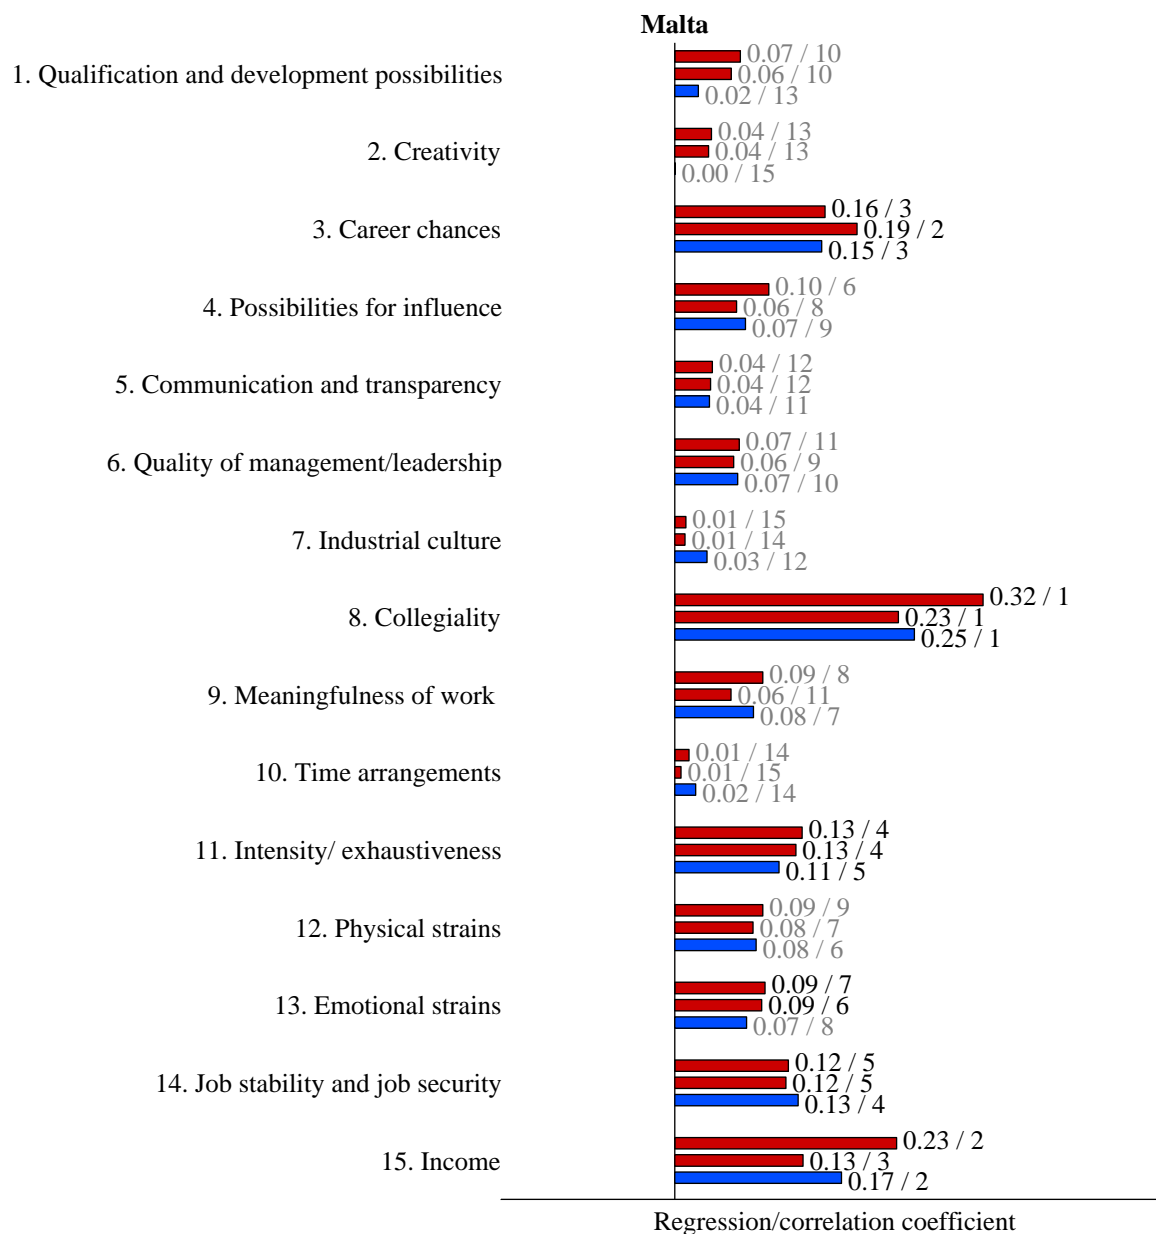 Malta
1. Qualification and development possibilities
0.07 / 10
0.06 / 10
0.02 / 13
2. Creativity
0.04 / 13
0.04 / 13
0.00 / 15
3. Career chances
0.16 / 3
0.19 / 2
0.15 / 3
4. Possibilities for influence
0.10 / 6
0.06 / 8
0.07 / 9
5. Communication and transparency
0.04 / 12
0.04 / 12
0.04 / 11
6. Quality of management/leadership
0.07 / 11
0.06 / 9
0.07 / 10
7. Industrial culture
0.01 / 15
0.01 / 14
0.03 / 12
8. Collegiality
0.32 / 1
0.23 / 1
0.25 / 1
9. Meaningfulness of work
0.09 / 8
0.06 / 11
0.08 / 7
10. Time arrangements
0.01 / 14
0.01 / 15
0.02 / 14
11. Intensity/ exhaustiveness
0.13 / 4
0.13 / 4
0.11 / 5
12. Physical strains
0.09 / 9
0.08 / 7
0.08 / 6
13. Emotional strains
0.09 / 7
0.09 / 6
0.07 / 8
14. Job stability and job security
0.12 / 5
0.12 / 5
0.13 / 4
15. Income
0.23 / 2
0.13 / 3
0.17 / 2
Regression/correlation coefficient